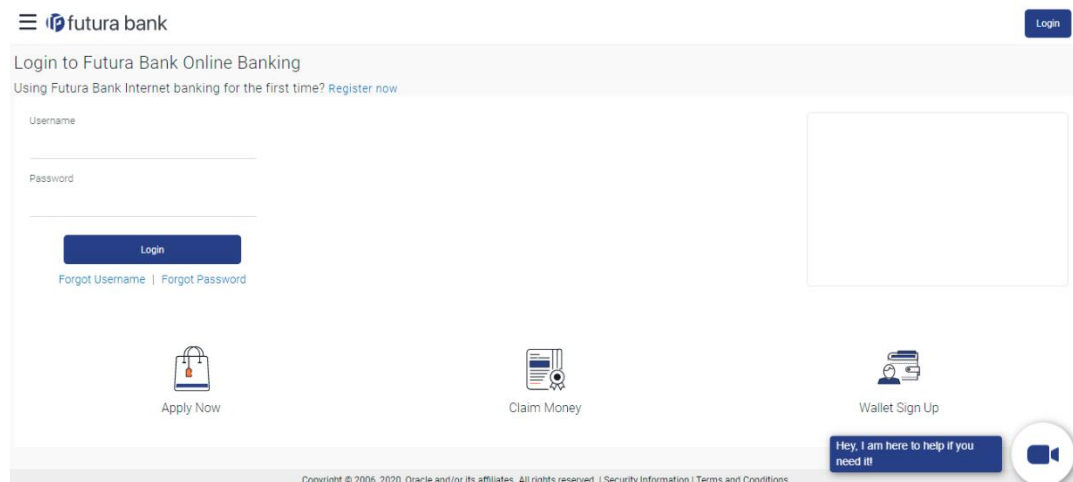 futura bank
Login
Login to Futura Bank Online Banking
Using Futura Bank Internet banking for the first time? Register now
Username
Password
Login
Forgot Username | Forgot Password
Apply Now
Claim Money
Wallet Sign Up
Hey, I am here to help if you
need it!
Copyright © 2006, 2020, Oracle and/or its affiliates. All rights reserved. | Security Information | Terms and Conditions